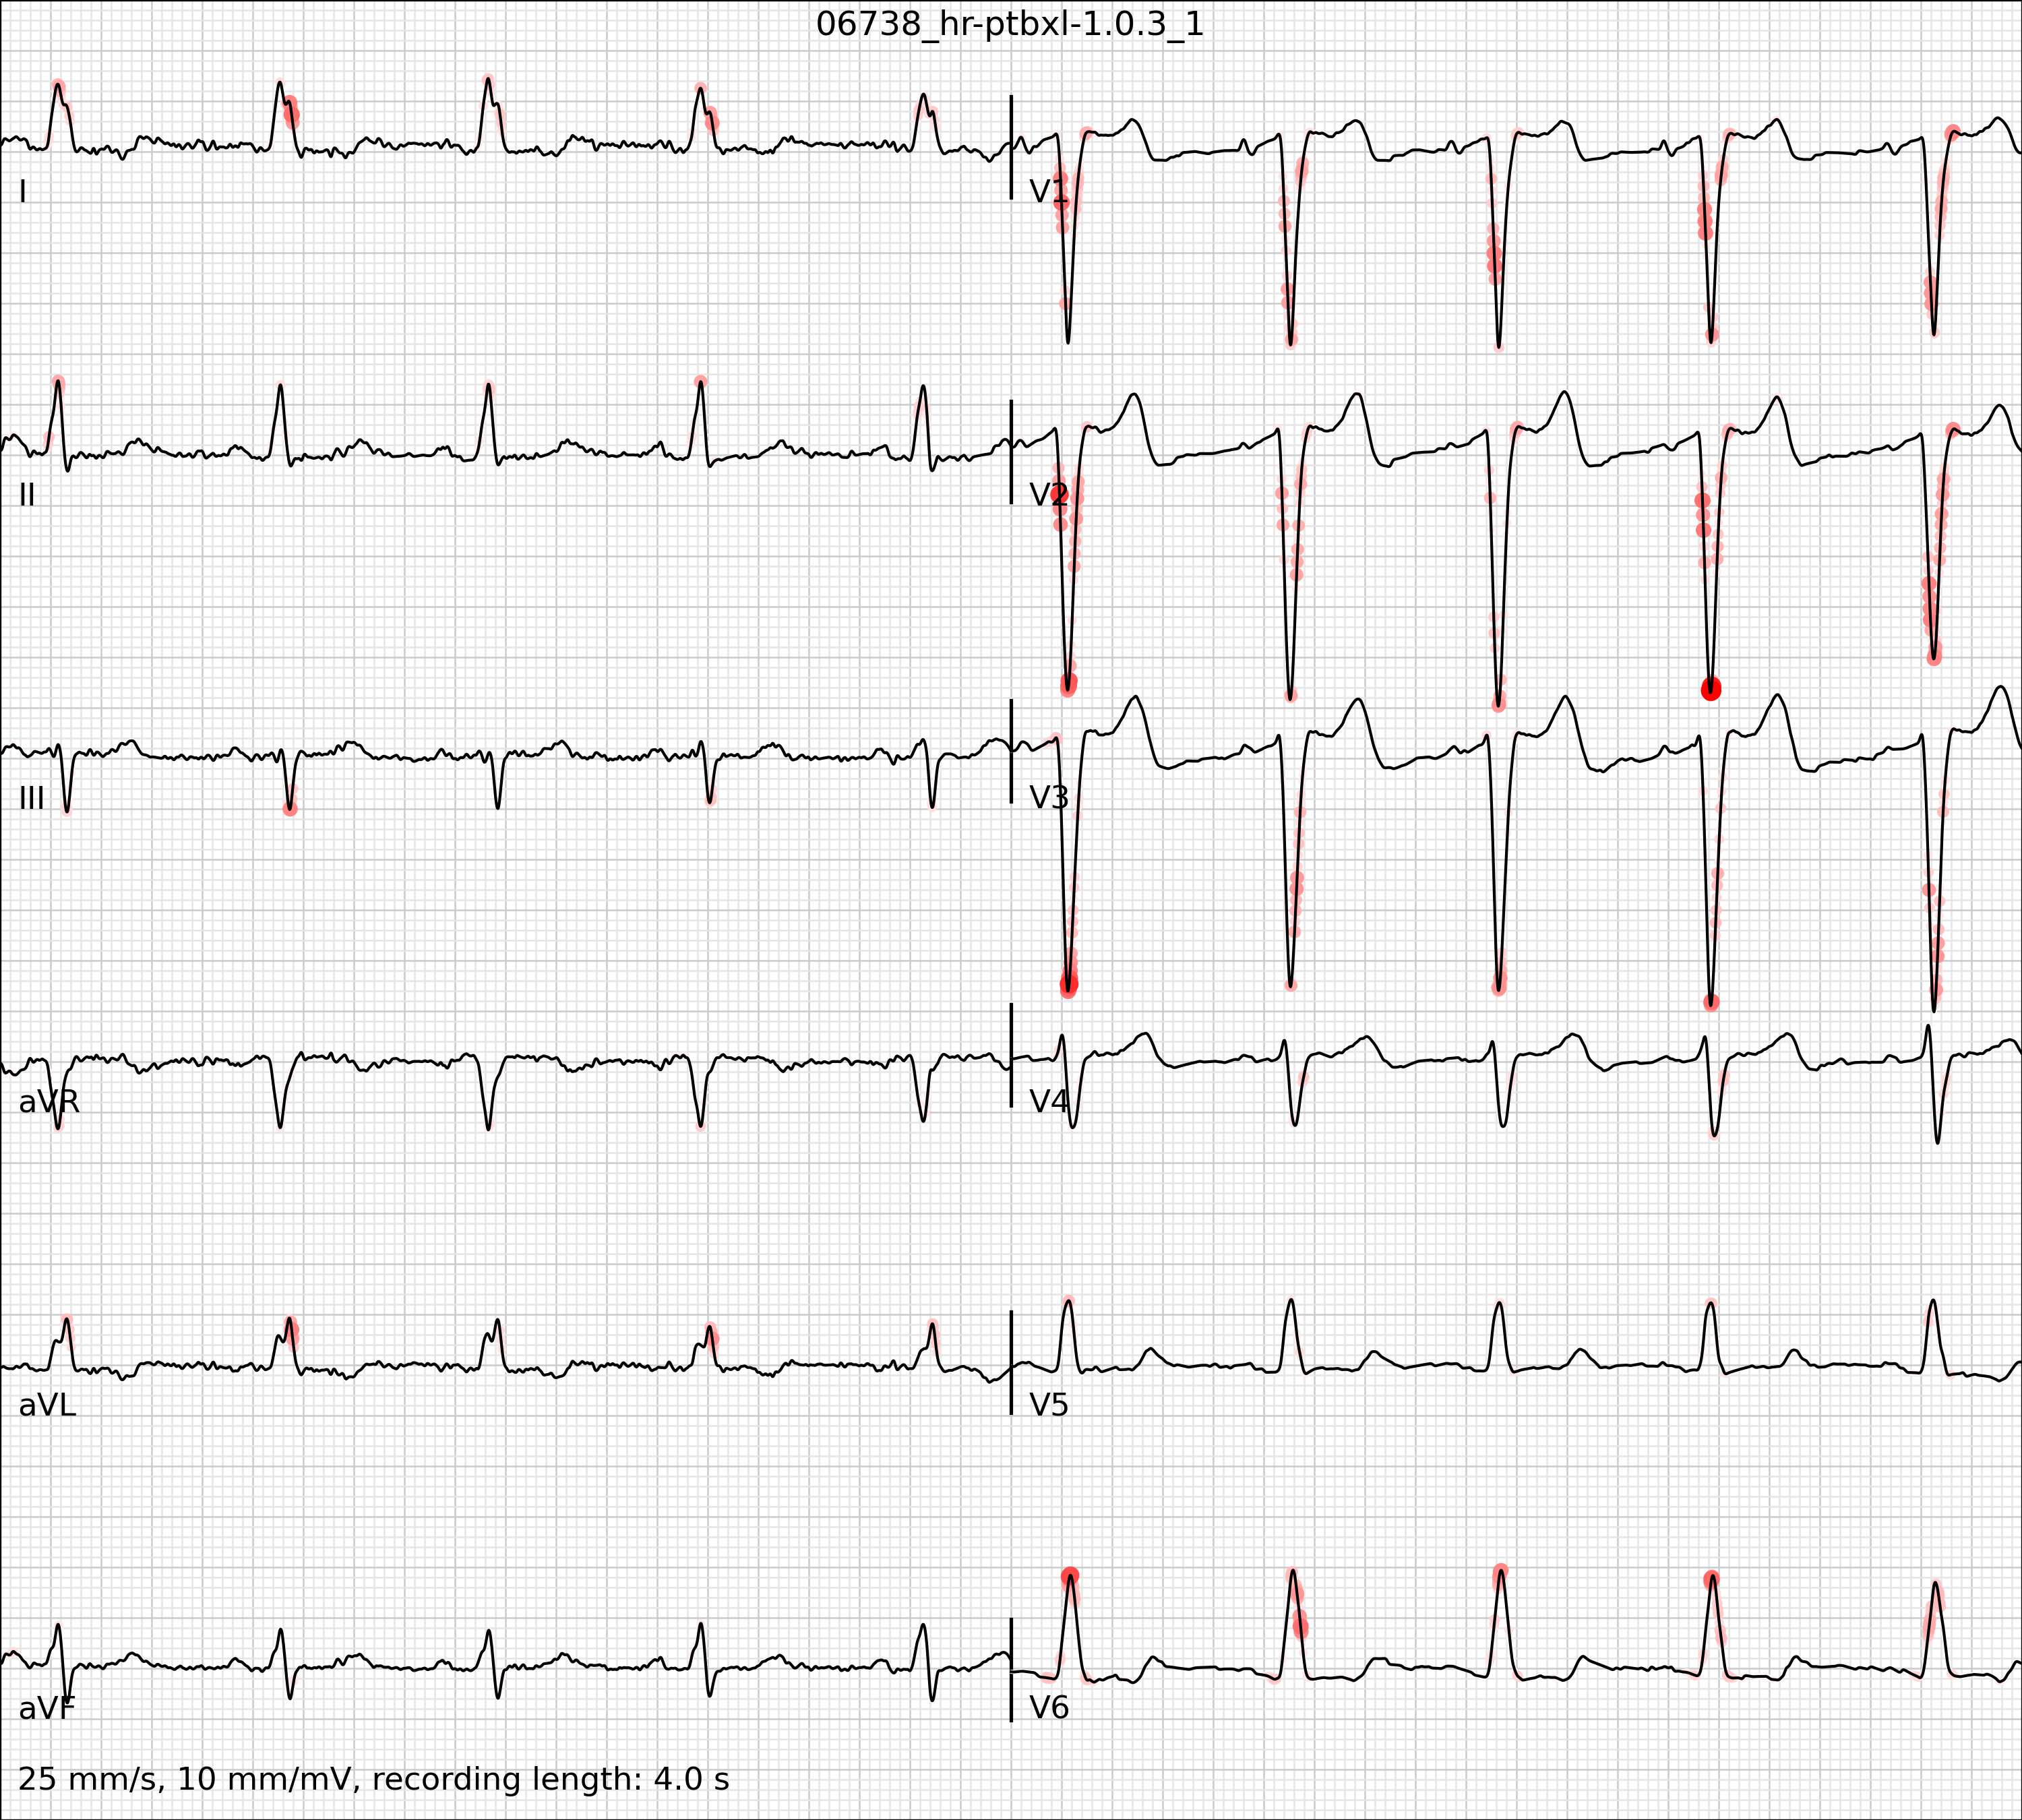 06738_hr-ptbxl-1.0.3_1
I
V1
II
V2
III
V3
aVR
V4
aVL
V5
aVF
V6
25 mm/s, 10 mm/mV, recording length: 4.0 s